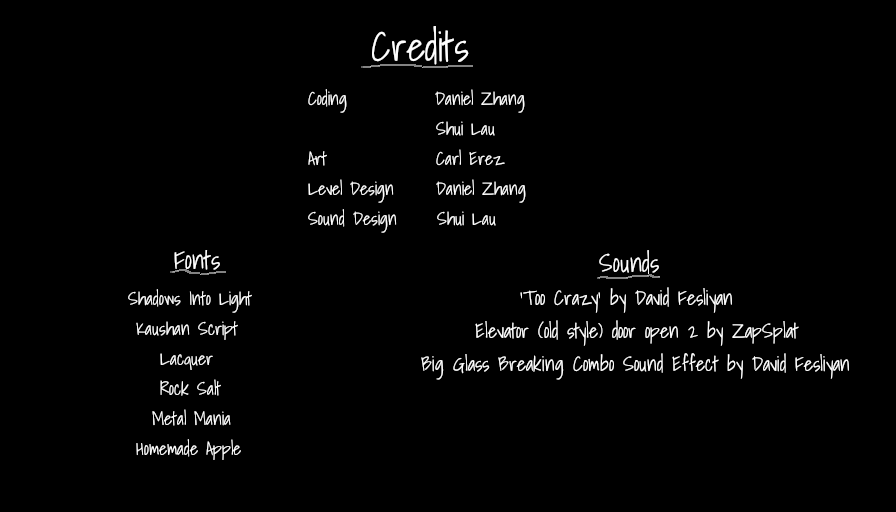 Credits
Coding Daniel Zhang
Shui Lau
Art Carl Erez
Level Design Daniel Zhang
Sound Design Shui Lau
Fonts
Shadows Into Light
Kaushan Script
Lacquer
Rock Salt
Metal Mania
Homemade Apple
Sounds
'Too Crazy' by David Fesliyan
Elevator (old style) door open 2 by ZapSplat
Big Glass Breaking Combo Sound Effect by David Fesliyan